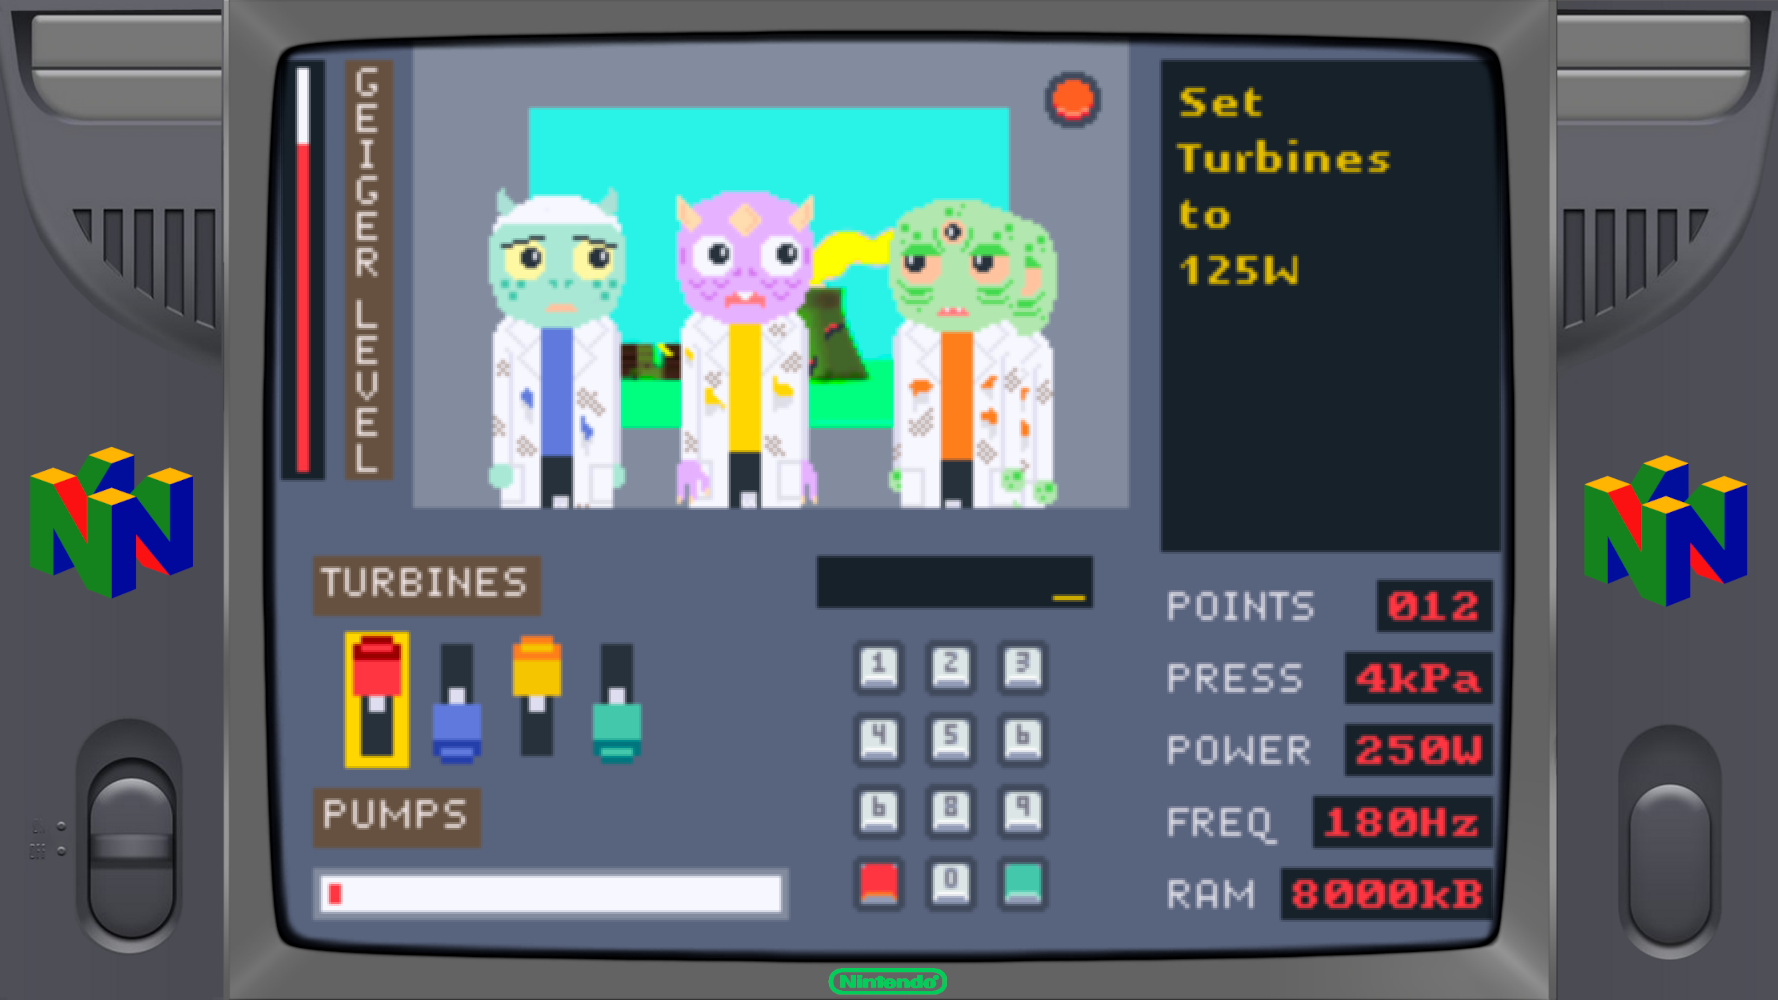 GEIGER LEVEL
Set
Turbines
to
125W
TURBINES
PUMPS
1 2 3
4 5 6
6 8 9
0
POINTS 012
PRESS 4kPa
POWER 250W
FREQ 180Hz
RAM 8000kB
Nintendo